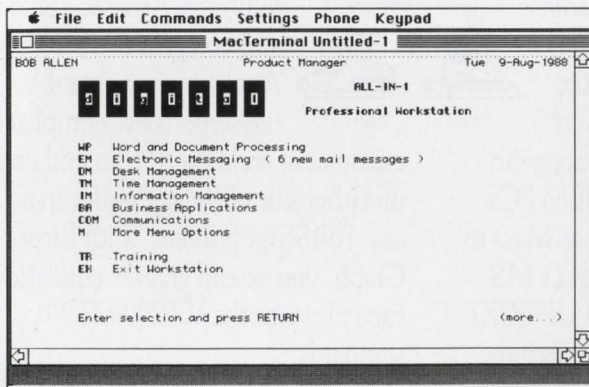 File Edit Commands Settings Phone Keypad
MacTerminal Untitled-1
BOB ALLEN Product Manager Tue 9-Aug-1988
digital ALL-IN-1
Professional Workstation
WP Word and Document Processing
EM Electronic Messaging ( 6 new mail messages )
DM Desk Management
TM Time Management
IM Information Management
BA Business Applications
COM Communications
M More Menu Options
TR Training
EX Exit Workstation
Enter selection and press RETURN (more...)